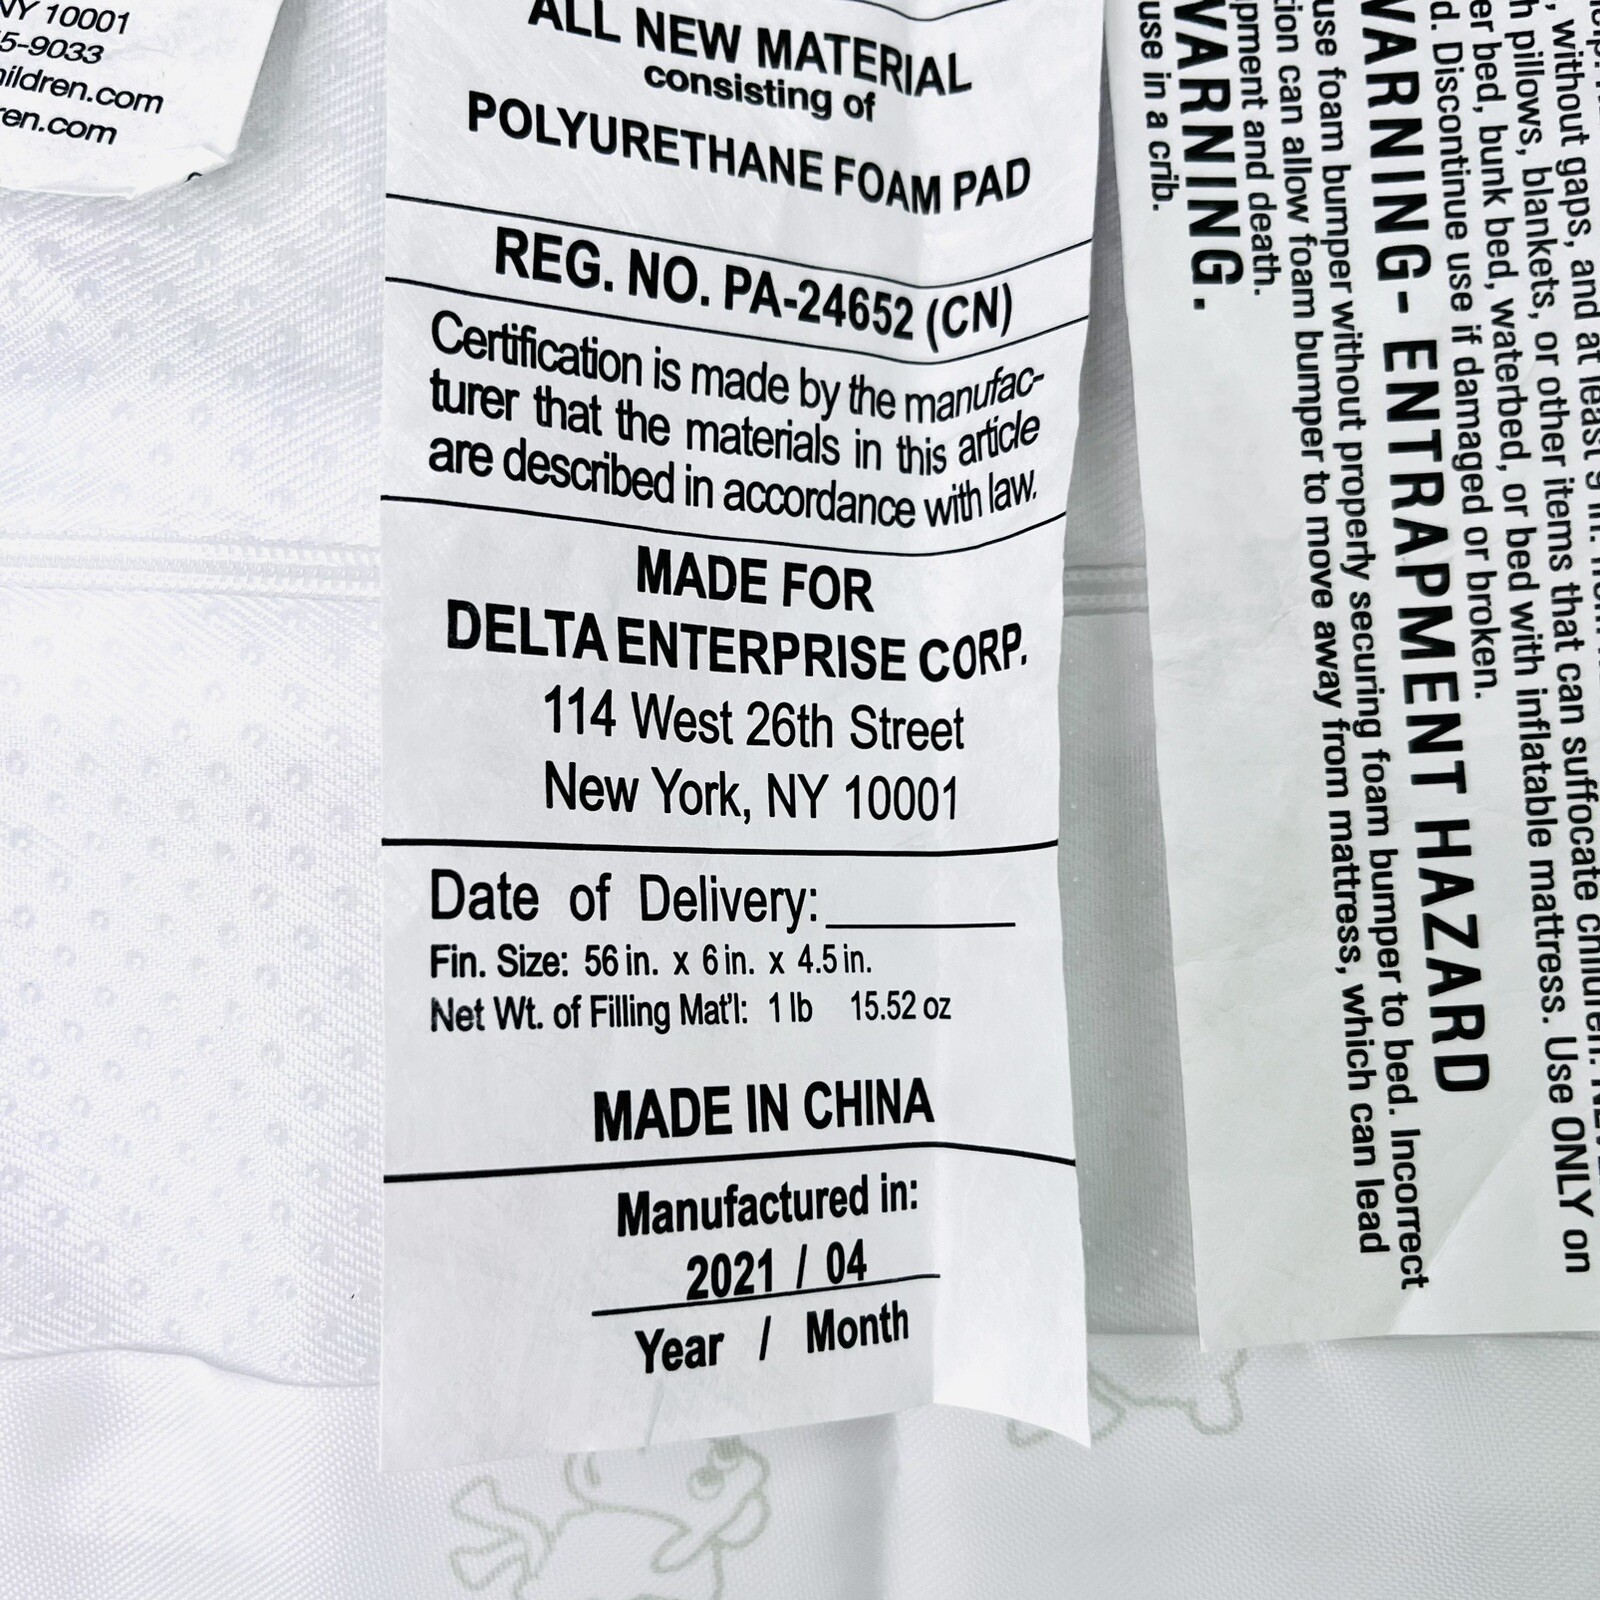 NY 10001
5-9033
hildren.com
ren.com
ALL NEW MATERIAL
consisting of
POLYURETHANE FOAM PAD
REG. NO. PA-24652 (CN)
Certification is made by the manufac-
turer that the materials in this article
are described in accordance with law.
MADE FOR
DELTA ENTERPRISE CORP.
114 West 26th Street
New York, NY 10001
Date of Delivery:
Fin. Size: 56 in. x 6 in. x 4.5 in.
Net Wt. of Filling Mat'l: 1 lb 15.52 oz
MADE IN CHINA
Manufactured in:
2021 / 04
Year / Month
, without gaps, and at least 9 in.
items that can suffocate children.
h pillows, blankets, or other
Use ONLY on
er bed, bunk bed, waterbed, or bed with inflatable mattress.
d. Discontinue use if damaged or broken.
WARNING- ENTRAPMENT HAZARD
use foam bumper without properly securing foam bumper to bed. Incorrect
tion can allow foam bumper to move away from mattress, which can lead
pment and death.
WARNING.
use in a crib.